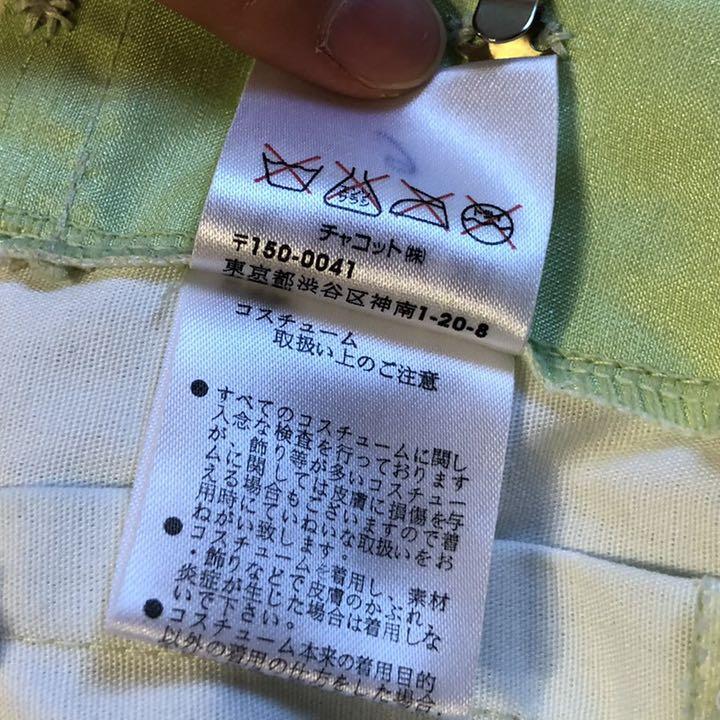 エンソサラシ
ドライ
チャコット㈱
〒150-0041
東京都渋谷区神南1-20-8
コスチューム
取扱い上のご注意
● すべてのコスチュームに関し
入念な検査を行っております
が、飾り等が多いコスチュー
ムに関しては皮膚に損傷を与
える場合もございますので着
用時にていねいな取扱いをお
ねがい致します。
● コスチュームを着用し、素材
・飾りなどで皮膚のかぶれ、
炎症が生じた場合は着用しな
いで下さい。
● コスチューム本来の着用目的
以外の着用の仕方をした場合、